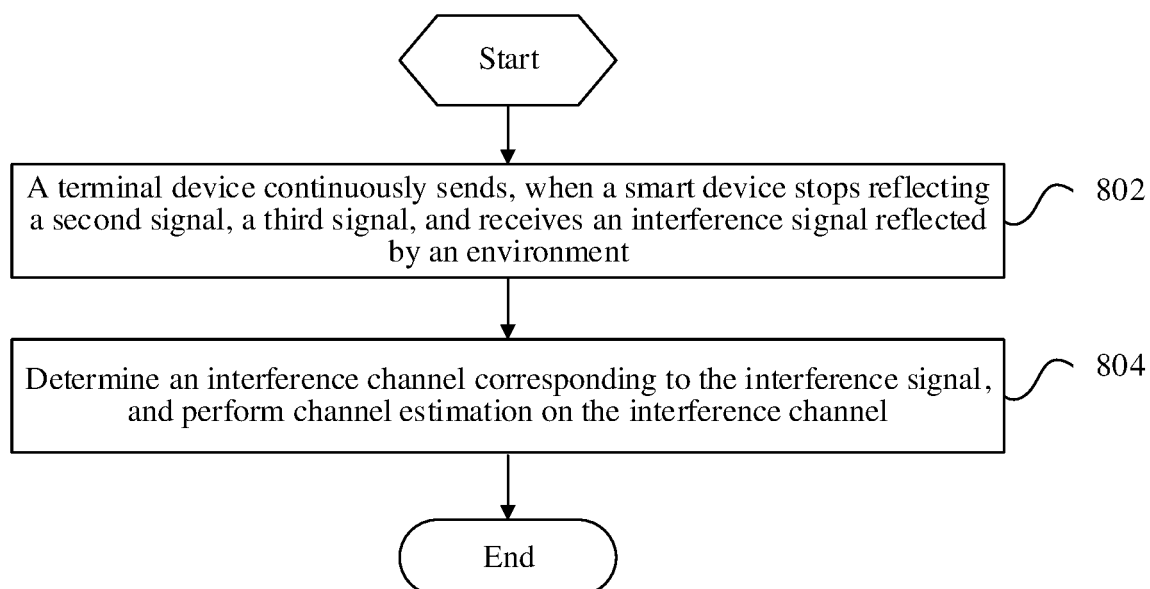 Start
A terminal device continuously sends, when a smart device stops reflecting
a second signal, a third signal, and receives an interference signal reflected
by an environment
802
Determine an interference channel corresponding to the interference signal,
and perform channel estimation on the interference channel
804
End